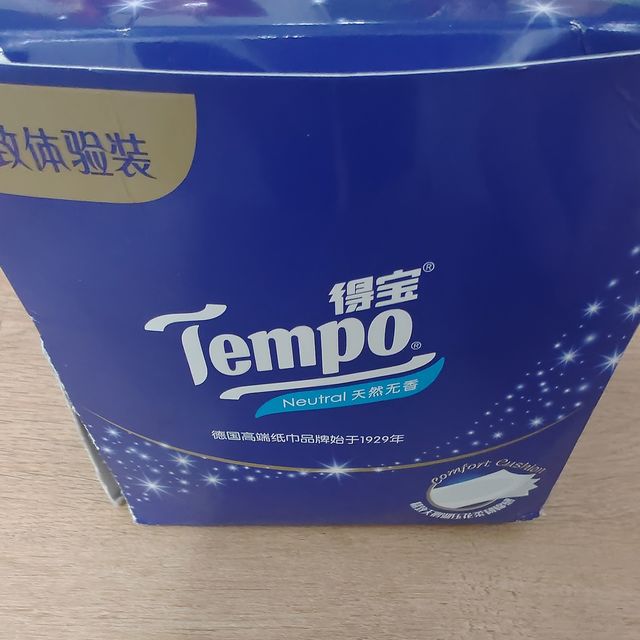 致体验装
得宝®
Tempo®
Neutral 天然无香
德国高端纸巾品牌始于1929年
Comfort Cushion